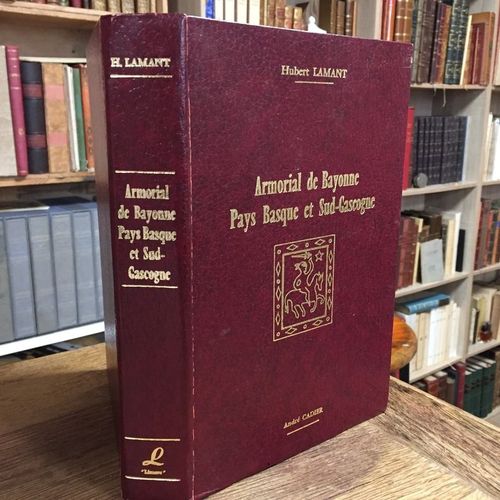 H. LAMANT
Armorial
de Bayonne
Pays Basque
et Sud-
Gascogne
L
"Limarc"
Hubert LAMANT
Armorial de Bayonne
Pays Basque et Sud-Gascogne
André CADIER